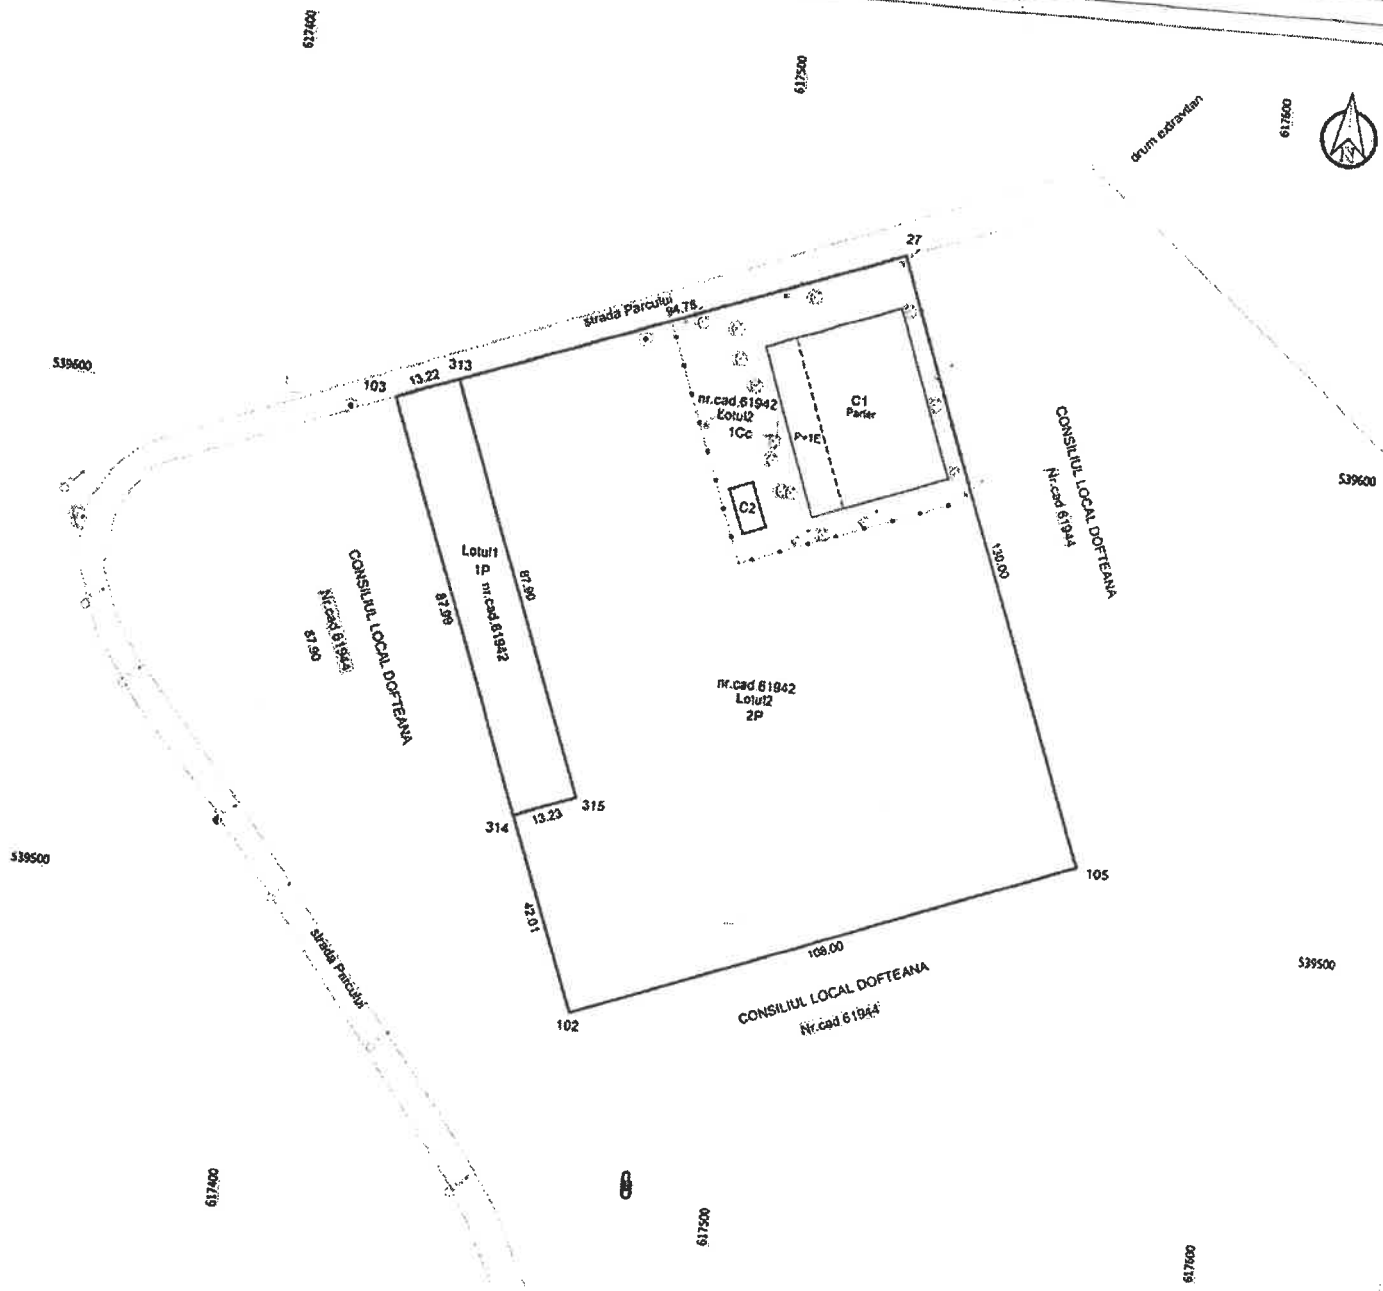 617400
617500
617600
drum extravilan
N
27
strada Parcului
94.78
539600
103
13.22
313
nr.cad.61942
Lotul2
1Cc
C1
Parter
P+1E
C2
CONSILIUL LOCAL DOFTEANA
Nr.cad 61944
539600
Lotul1
1P
nr.cad.61942
87.99
87.90
130.00
CONSILIUL LOCAL DOFTEANA
Nr.cad 61944
87.90
nr.cad.61942
Lotul2
2P
315
13.23
314
539500
105
42.01
108.00
strada Parcului
CONSILIUL LOCAL DOFTEANA
Nr.cad 61944
539500
102
617400
617500
617600